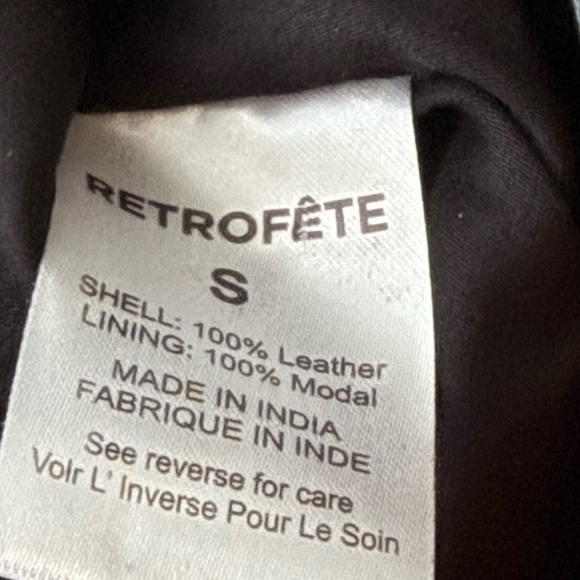 RETROFÊTE
S
SHELL: 100% Leather
LINING: 100% Modal
MADE IN INDIA
FABRIQUE IN INDE
See reverse for care
Voir L' Inverse Pour Le Soin